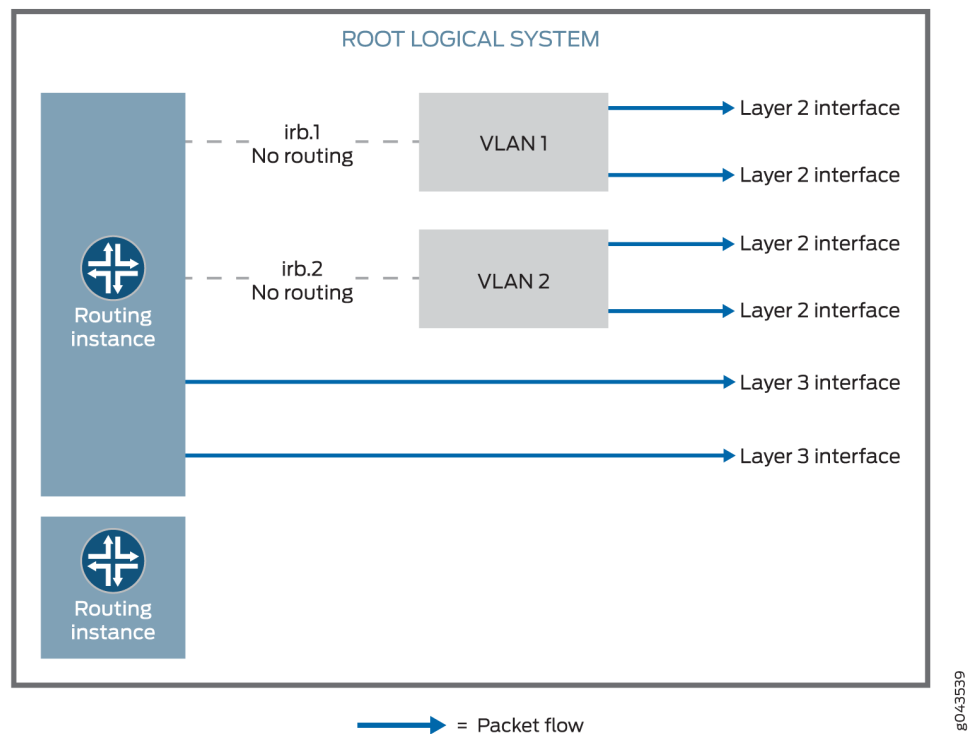 ROOT LOGICAL SYSTEM
irb.1
No routing
VLAN 1
Layer 2 interface
Layer 2 interface
irb.2
No routing
VLAN 2
Layer 2 interface
Layer 2 interface
Routing
instance
Layer 3 interface
Layer 3 interface
Routing
instance
= Packet flow
g043539